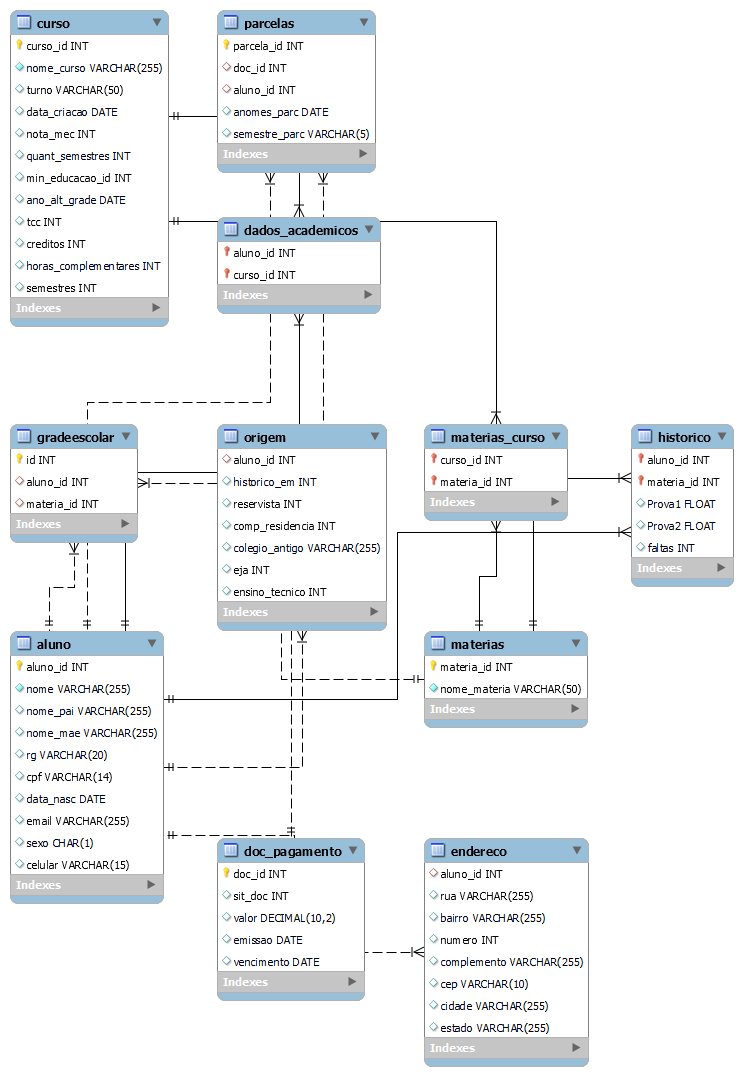 curso
curso_id INT
nome_curso VARCHAR(255)
turno VARCHAR(50)
data_criacao DATE
nota_mec INT
quant_semestres INT
min_educacao_id INT
ano_alt_grade DATE
tcc INT
creditos INT
horas_complementares INT
semestres INT
Indexes
parcelas
parcela_id INT
doc_id INT
aluno_id INT
anomes_parc DATE
semestre_parc VARCHAR(5)
Indexes
dados_academicos
aluno_id INT
curso_id INT
Indexes
gradeescolar
id INT
aluno_id INT
materia_id INT
Indexes
origem
aluno_id INT
historico_em INT
reservista INT
comp_residencia INT
colegio_antigo VARCHAR(255)
eja INT
ensino_tecnico INT
Indexes
materias_curso
curso_id INT
materia_id INT
Indexes
historico
aluno_id INT
materia_id INT
Prova1 FLOAT
Prova2 FLOAT
faltas INT
Indexes
aluno
aluno_id INT
nome VARCHAR(255)
nome_pai VARCHAR(255)
nome_mae VARCHAR(255)
rg VARCHAR(20)
cpf VARCHAR(14)
data_nasc DATE
email VARCHAR(255)
sexo CHAR(1)
celular VARCHAR(15)
Indexes
materias
materia_id INT
nome_materia VARCHAR(50)
Indexes
doc_pagamento
doc_id INT
sit_doc INT
valor DECIMAL(10,2)
emissao DATE
vencimento DATE
Indexes
endereco
aluno_id INT
rua VARCHAR(255)
bairro VARCHAR(255)
numero INT
complemento VARCHAR(255)
cep VARCHAR(10)
cidade VARCHAR(255)
estado VARCHAR(255)
Indexes